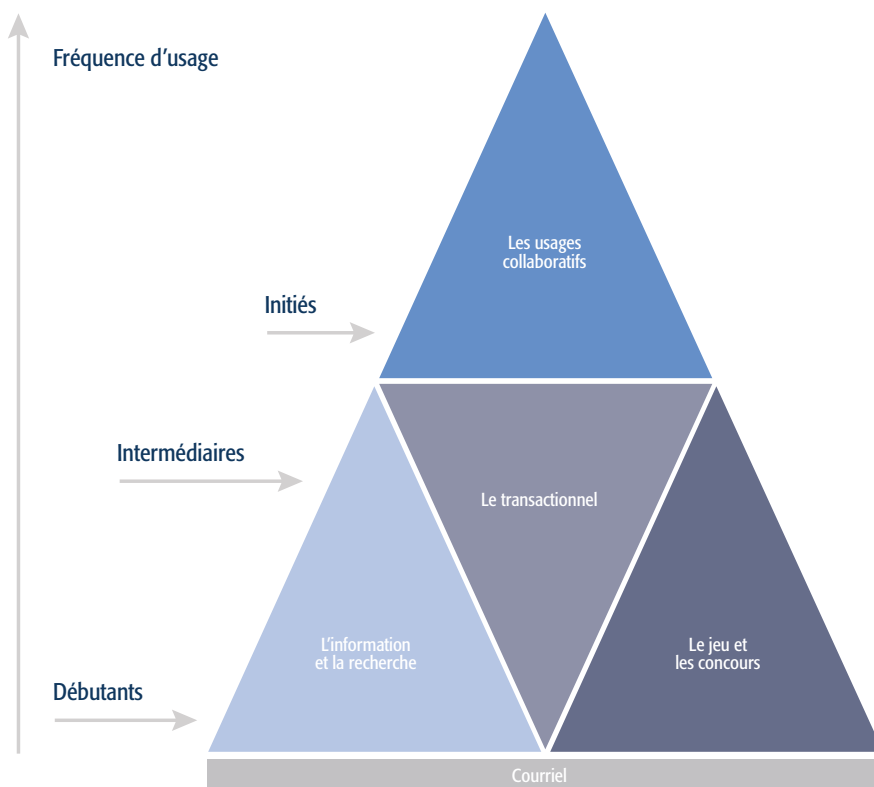 Fréquence d’usage
Les usages
collaboratifs
Initiés
Intermédiaires
Le transactionnel
L’information
et la recherche
Le jeu et
les concours
Débutants
Courriel